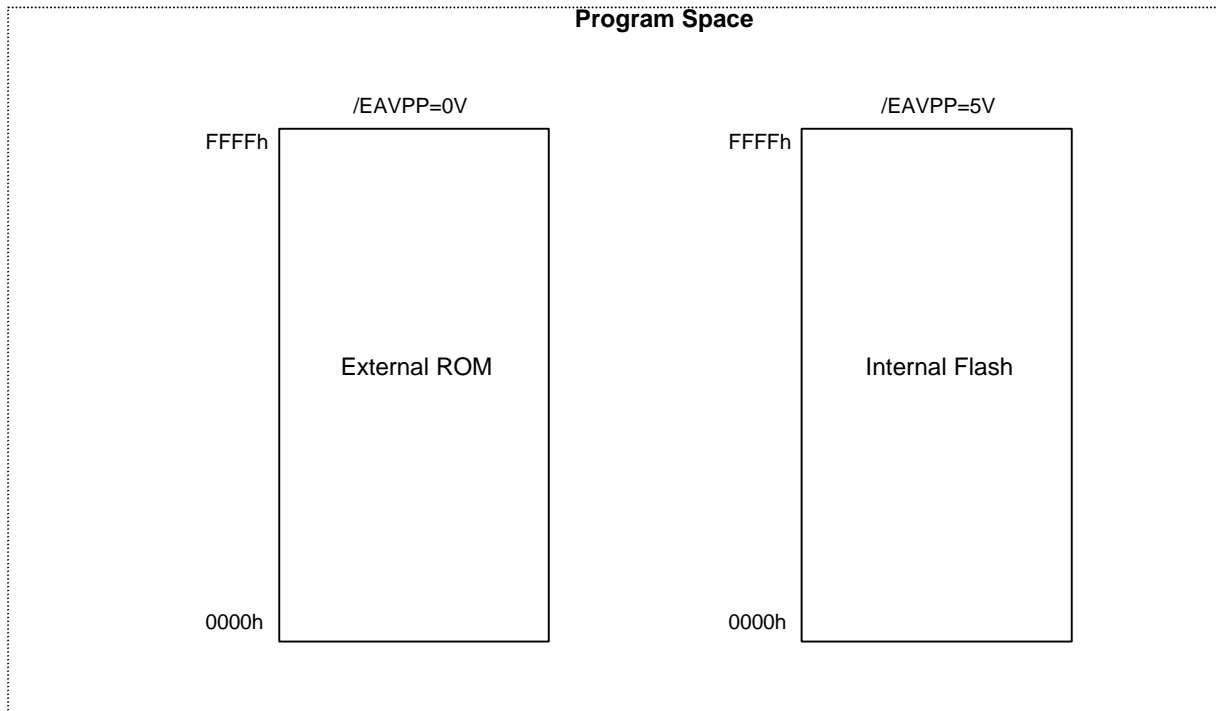 Program Space
/EAVPP=0V
/EAVPP=5V
FFFFh
FFFFh
External ROM
Internal Flash
0000h
0000h